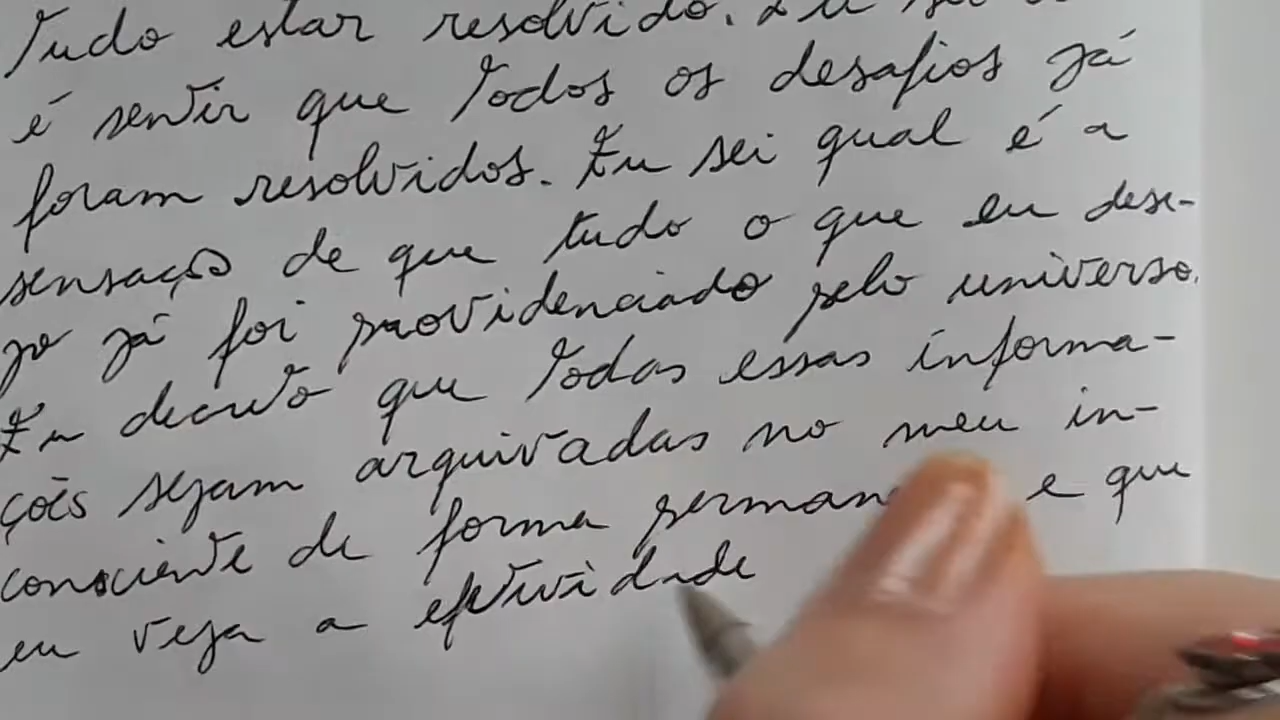 Tudo estar resolvido. Eu sei
é sentir que todos os desafios já
foram resolvidos. Eu sei qual é a
sensação de que tudo o que eu dese-
jo já foi providenciado pelo universo.
Eu decreto que todas essas informa-
ções sejam arquivadas no meu in-
consciente de forma e que
eu veja a efetividade